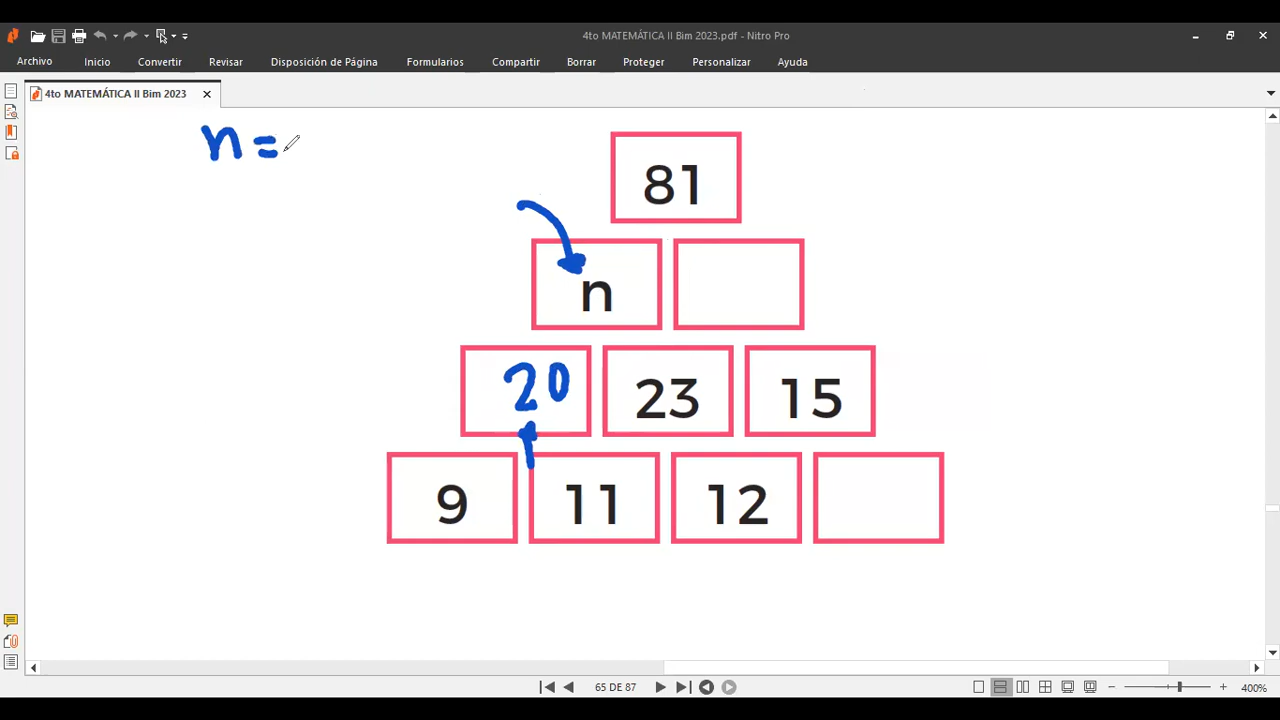 4to MATEMÁTICA II Bim 2023.pdf - Nitro Pro
Archivo Inicio Convertir Revisar Disposición de Página Formularios Compartir Borrar Proteger Personalizar Ayuda
4to MATEMÁTICA II Bim 2023
n =
81
n
20 23 15
9 11 12
65 DE 87
400%